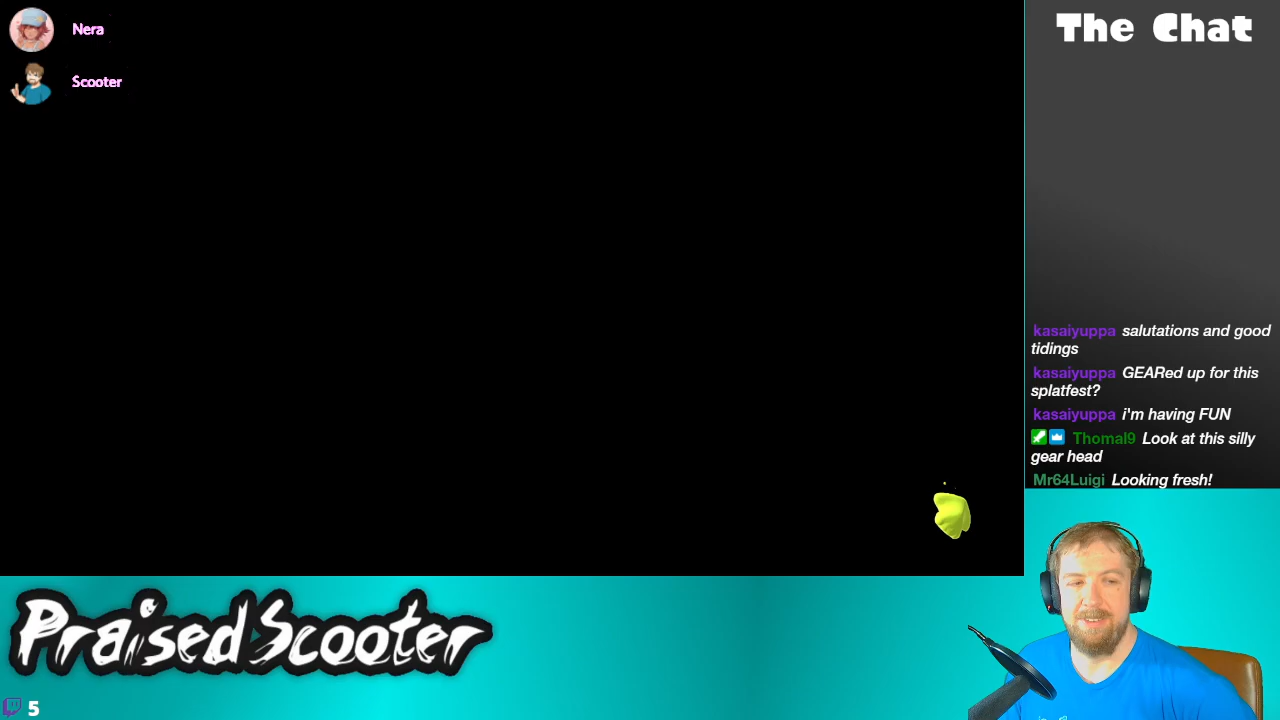 Nera
Scooter
The Chat
kasaiyuppa salutations and good
tidings
kasaiyuppa GEARed up for this
splatfest?
kasaiyuppa i'm having FUN
Thomal9 Look at this silly
gear head
Mr64Luigi Looking fresh!
PraisedScooter
5